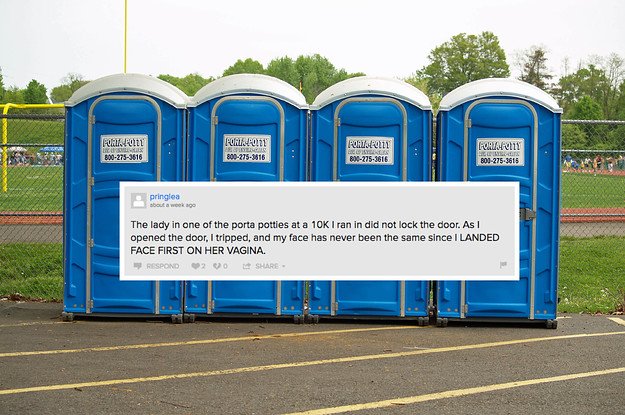 PORTA-POTTY
800-275-3616
PORTA-POTTY
800-275-3616
PORTA-POTTY
800-275-3616
PORTA-POTTY
800-275-3616
pringlea
about a week ago
The lady in one of the porta potties at a 10K I ran in did not lock the door. As I
opened the door, I tripped, and my face has never been the same since I LANDED
FACE FIRST ON HER VAGINA.
RESPOND 2 0 SHARE